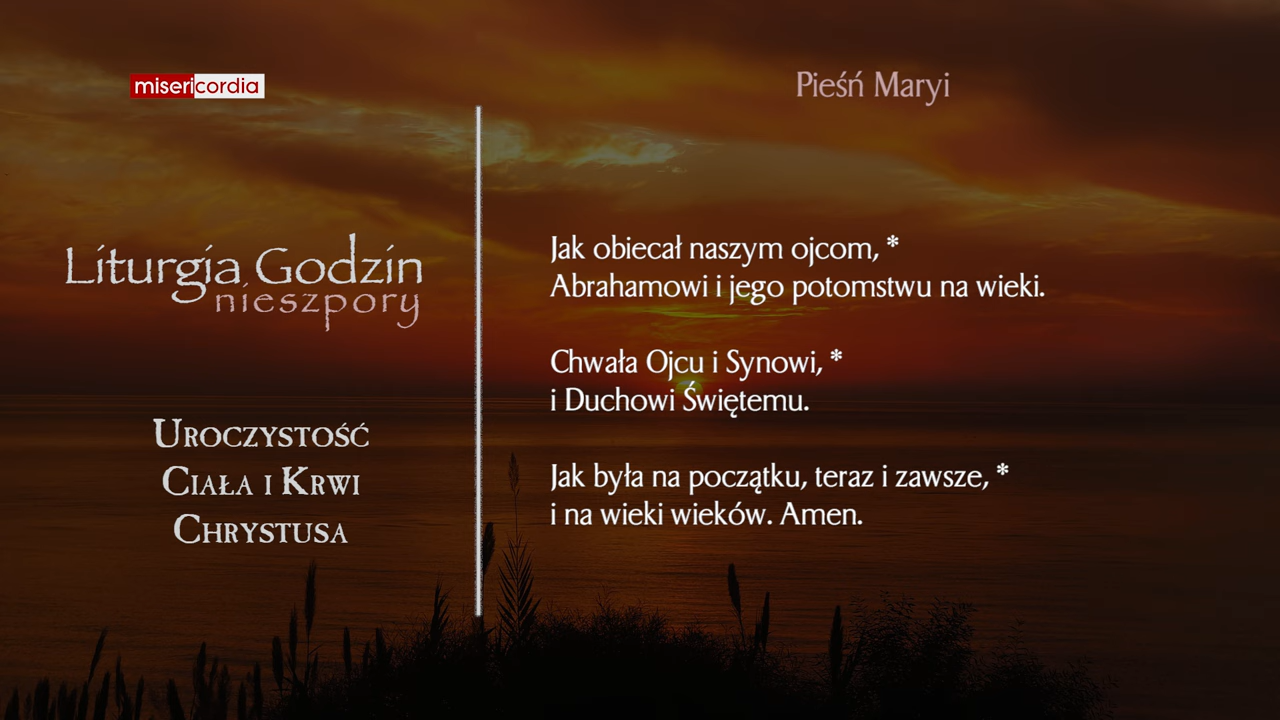 misericordia
Liturgia Godzin
nieszpory
Uroczystość
Ciała i Krwi
Chrystusa
Pieśń Maryi
Jak obiecał naszym ojcom, *
Abrahamowi i jego potomstwu na wieki.
Chwała Ojcu i Synowi, *
i Duchowi Świętemu.
Jak była na początku, teraz i zawsze, *
i na wieki wieków. Amen.